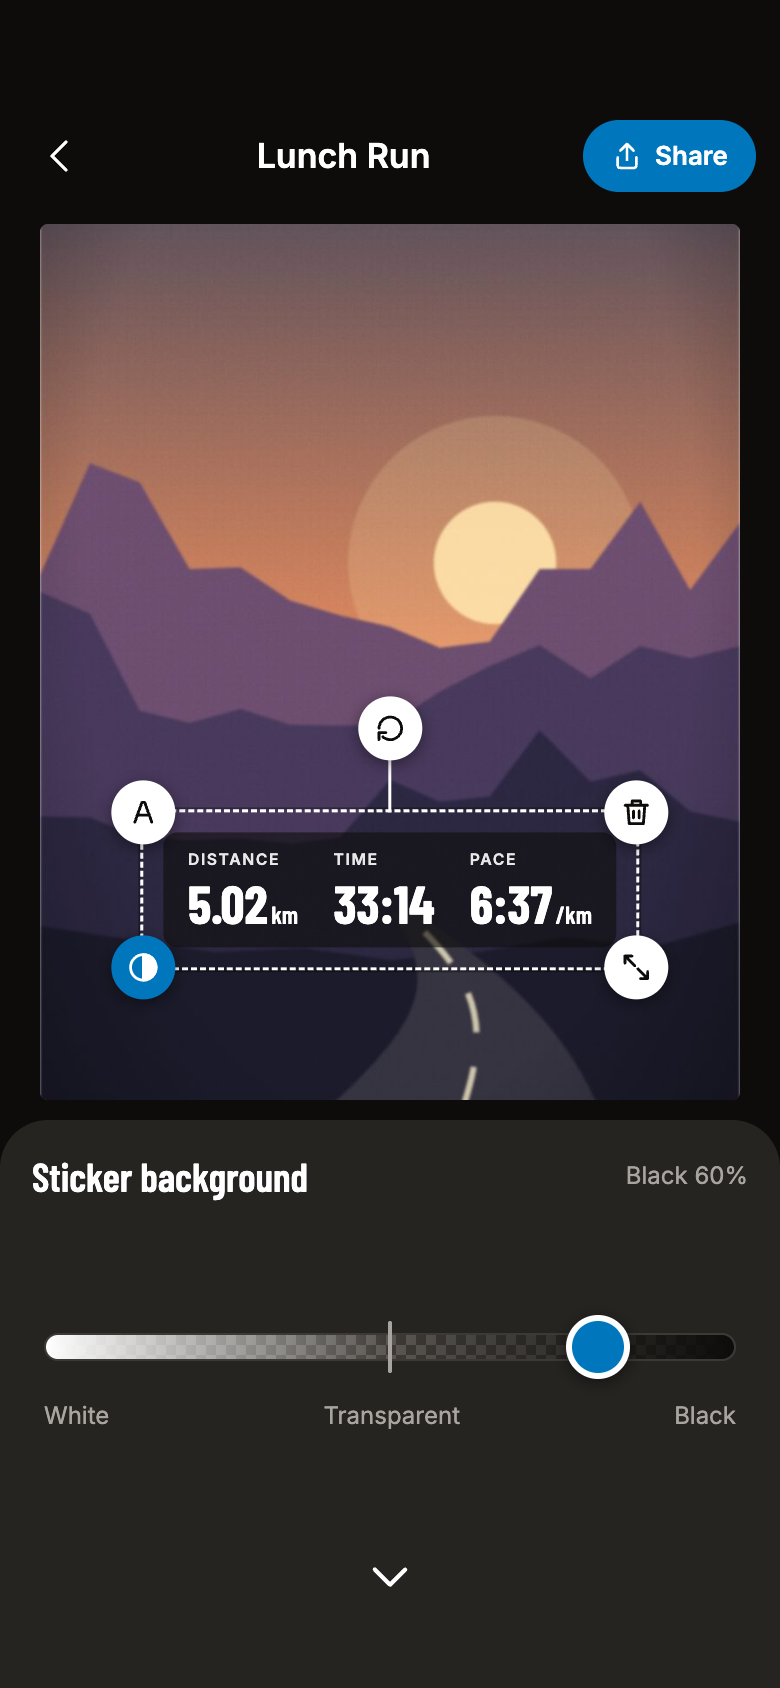 Lunch Run
Share
A
DISTANCE TIME PACE
5.02km 33:14 6:37/km
Sticker background
Black 60%
White Transparent Black